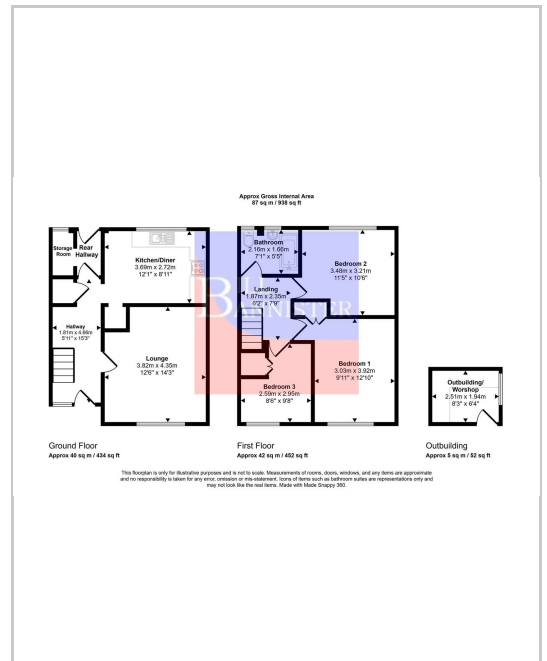 Approx Gross Internal Area
87 sq m / 938 sq ft
Storage
Room
Rear
Hallway
Kitchen/Diner
3.69m x 2.72m
12'1" x 8'11"
Hallway
1.81m x 4.66m
5'11" x 15'3"
Lounge
3.82m x 4.35m
12'6" x 14'3"
Ground Floor
Approx 40 sq m / 434 sq ft
Bathroom
2.16m x 1.66m
7'1" x 5'5"
Bedroom 2
3.48m x 3.21m
11'5" x 10'6"
Landing
1.87m x 2.35m
6'2" x 7'9"
BANNISTER
Bedroom 1
3.03m x 3.92m
9'11" x 12'10"
Bedroom 3
2.59m x 2.95m
8'6" x 9'8"
First Floor
Approx 42 sq m / 452 sq ft
Outbuilding/
Worshop
2.51m x 1.94m
8'3" x 6'4"
Outbuilding
Approx 5 sq m / 52 sq ft
This floorplan is only for illustrative purposes and is not to scale. Measurements of rooms, doors, windows, and any items are approximate
and no responsibility is taken for any error, omission or mis-statement. Icons of items such as bathroom suites are representations only and
may not look like the real items. Made with Made Snappy 360.